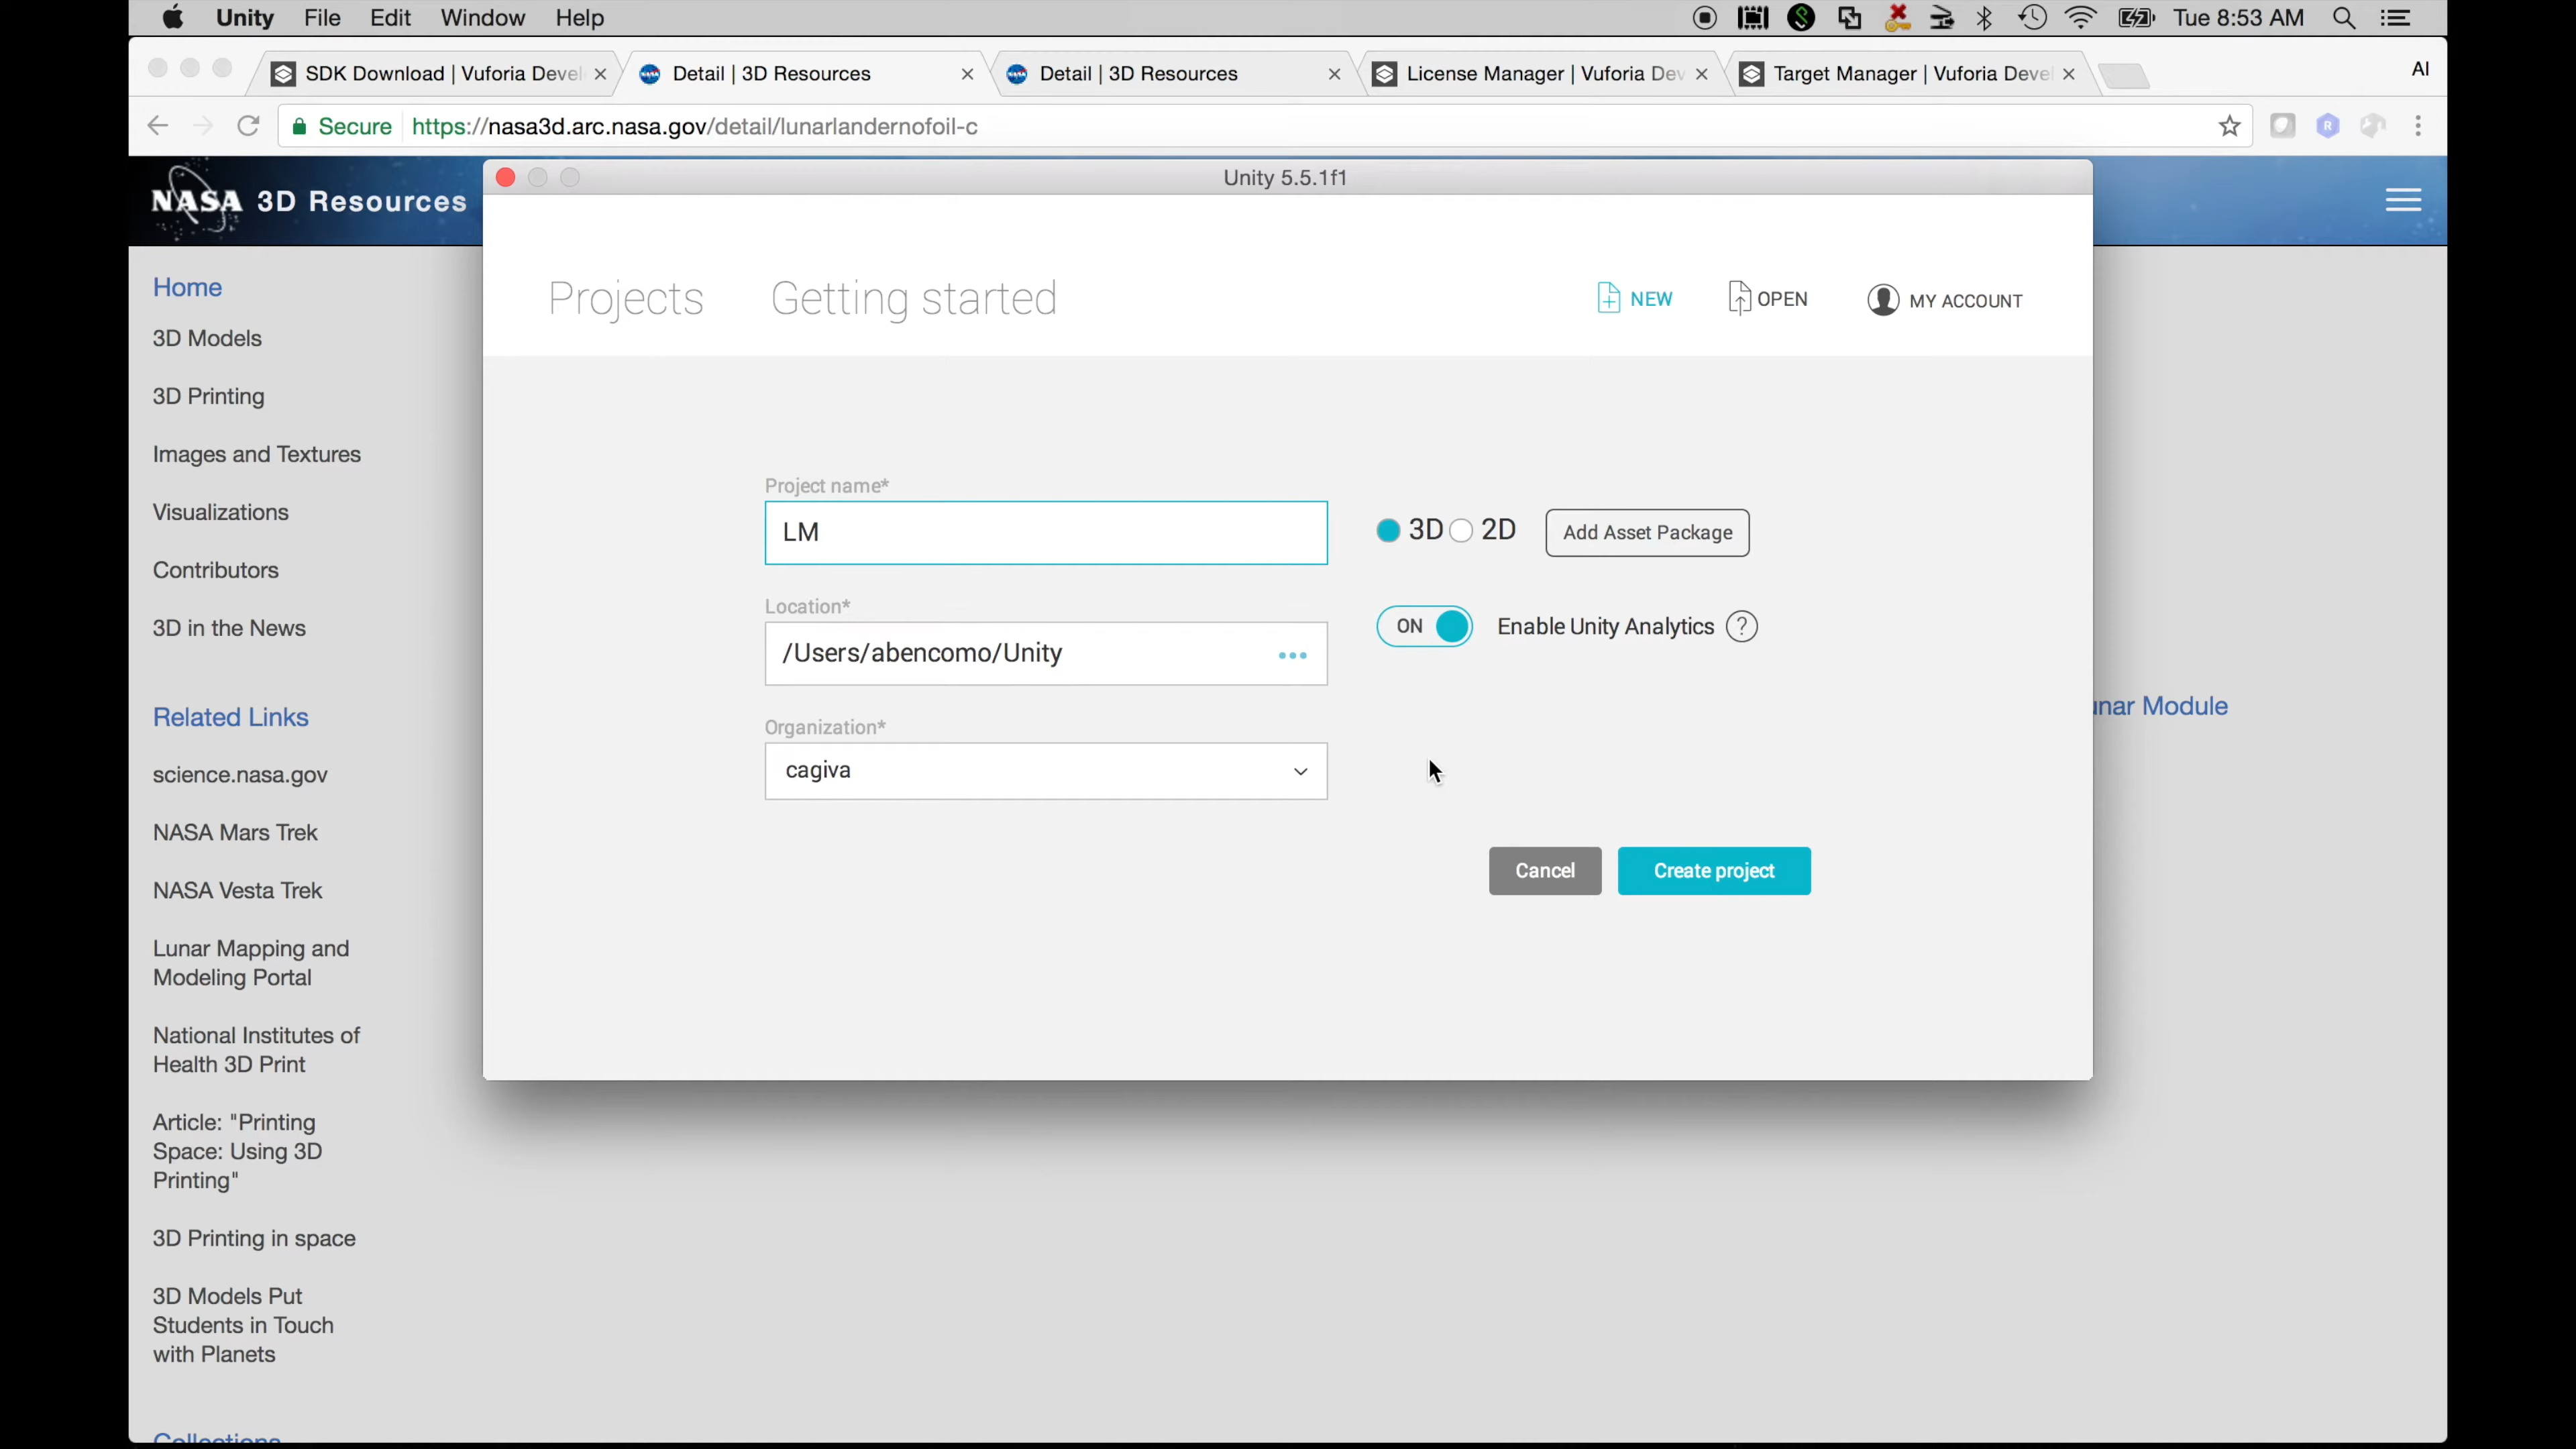 Unity File Edit Window Help
Tue 8:53 AM
SDK Download | Vuforia Devel
Detail | 3D Resources
Detail | 3D Resources
License Manager | Vuforia Dev
Target Manager | Vuforia Devel
AI
Secure https://nasa3d.arc.nasa.gov/detail/lunarlandernofoil-c
R
NASA 3D Resources
Unity 5.5.1f1
Projects Getting started
NEW OPEN MY ACCOUNT
Home
3D Models
3D Printing
Images and Textures
Visualizations
Contributors
3D in the News
Related Links
science.nasa.gov
NASA Mars Trek
NASA Vesta Trek
Lunar Mapping and
Modeling Portal
National Institutes of
Health 3D Print
Article: "Printing
Space: Using 3D
Printing"
3D Printing in space
3D Models Put
Students in Touch
with Planets
Collections
Project name*
LM
3D 2D Add Asset Package
Location*
/Users/abencomo/Unity
ON Enable Unity Analytics ?
Organization*
cagiva
Cancel Create project
unar Module